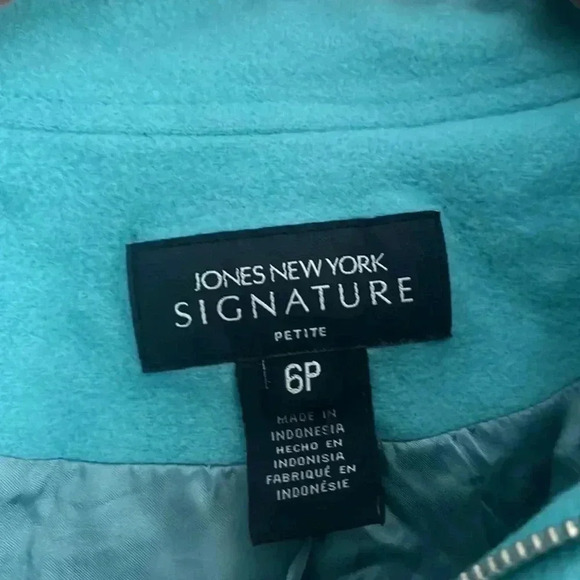 JONES NEW YORK
SIGNATURE
PETITE
6P
MADE IN
INDONESIA
HECHO EN
INDONISIA
FABRIQUÉ EN
INDONÉSIE